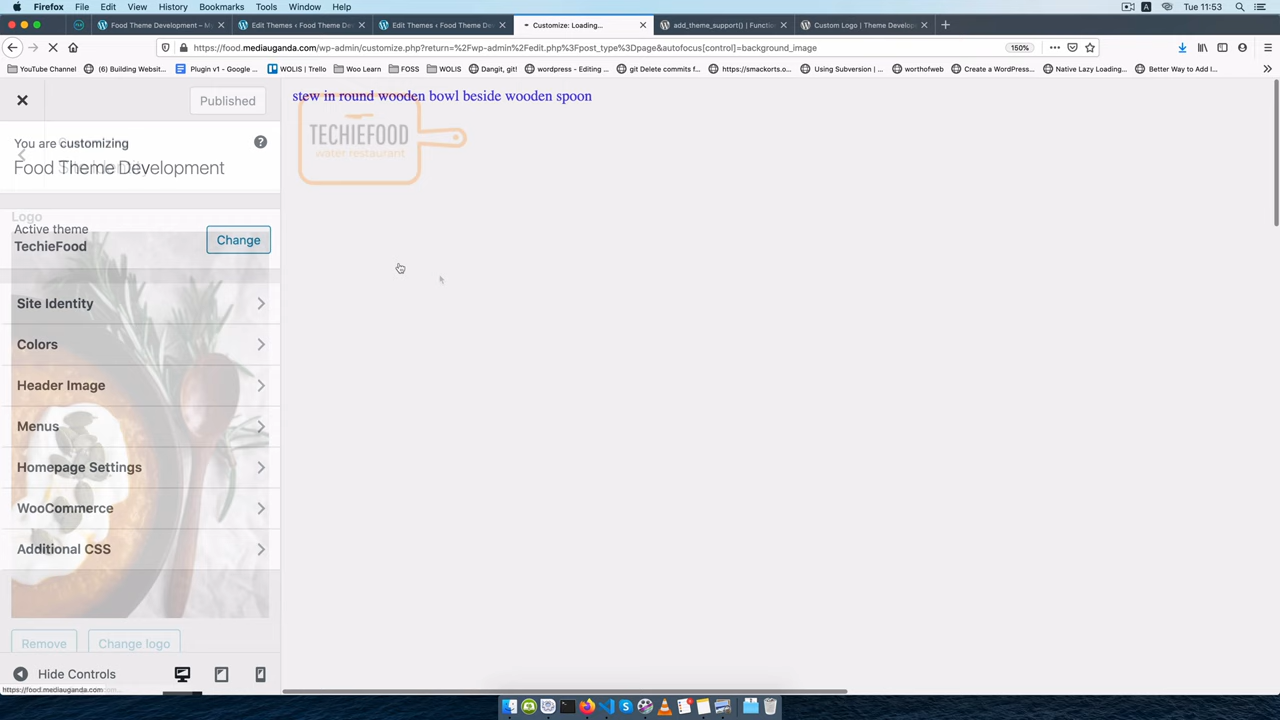 Firefox File Edit View History Bookmarks Tools Window Help
A Tue 11:53
Food Theme Development – M
Edit Themes ‹ Food Theme De
Edit Themes ‹ Food Theme De
Customize: Loading...
add_theme_support() | Functi
Custom Logo | Theme Develop
https://food.mediauganda.com/wp-admin/customize.php?return=%2Fwp-admin%2Fedit.php%3Fpost_type%3Dpage&autofocus[control]=background_image
150%
YouTube Channel
(6) Building Websit...
Plugin v1 - Google ...
WOLIS | Trello
Woo Learn
FOSS
WOLIS
Dangit, git!
wordpress - Editing ...
git Delete commits f...
https://smackorts.o...
Using Subversion | ...
worthofweb
Create a WordPress...
Native Lazy Loading...
Better Way to Add I...
Published
stew in round wooden bowl beside wooden spoon
TECHIEFOOD
water restaurant
You are customizing
Food Theme Development
Logo
Active theme
TechieFood
Change
Site Identity
Colors
Header Image
Menus
Homepage Settings
WooCommerce
Additional CSS
Remove
Change logo
Hide Controls
https://food.mediauganda.com...